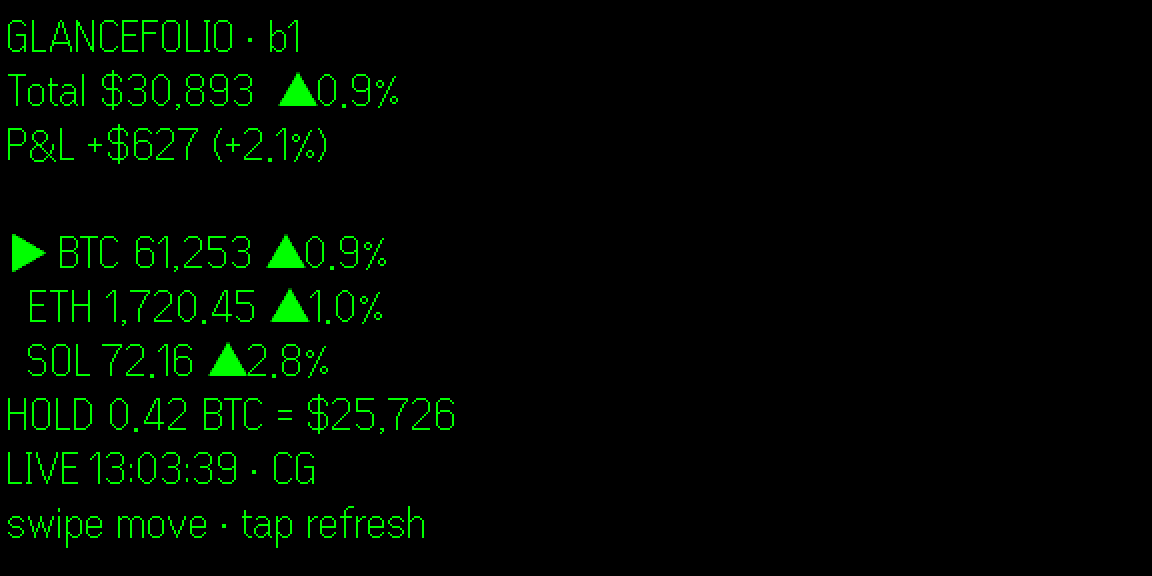 GLANCEFOLIO · b1
Total $30,893 ▲0.9%
P&L +$627 (+2.1%)
▶ BTC 61,253 ▲0.9%
ETH 1,720.45 ▲1.0%
SOL 72.16 ▲2.8%
HOLD 0.42 BTC = $25,726
LIVE 13:03:39 · CG
swipe move · tap refresh